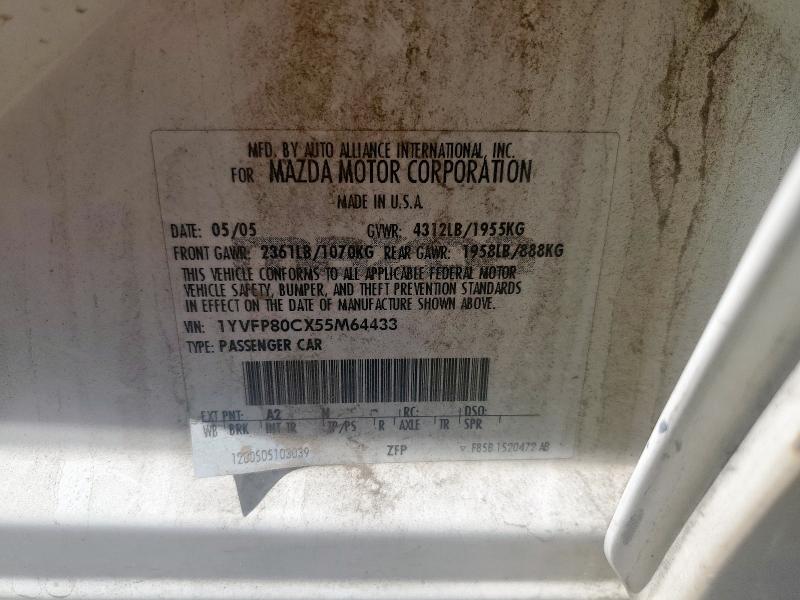 MFD. BY AUTO ALLIANCE INTERNATIONAL, INC.
FOR MAZDA MOTOR CORPORATION
MADE IN U.S.A.
DATE: 05/05 GVWR: 4312LB/1955KG
FRONT GAWR: 2361LB/1070KG REAR GAWR: 1958LB/888KG
THIS VEHICLE CONFORMS TO ALL APPLICABLE FEDERAL MOTOR
VEHICLE SAFETY, BUMPER, AND THEFT PREVENTION STANDARDS
IN EFFECT ON THE DATE OF MANUFACTURE SHOWN ABOVE.
VIN: 1YVFP80CX55M64433
TYPE: PASSENGER CAR
EXT PNT: A2 RC: DSO:
WB BRK INT TR TP/PS R AXLE TR SPR
1200505103039 ZFP F85B 1520472 AB